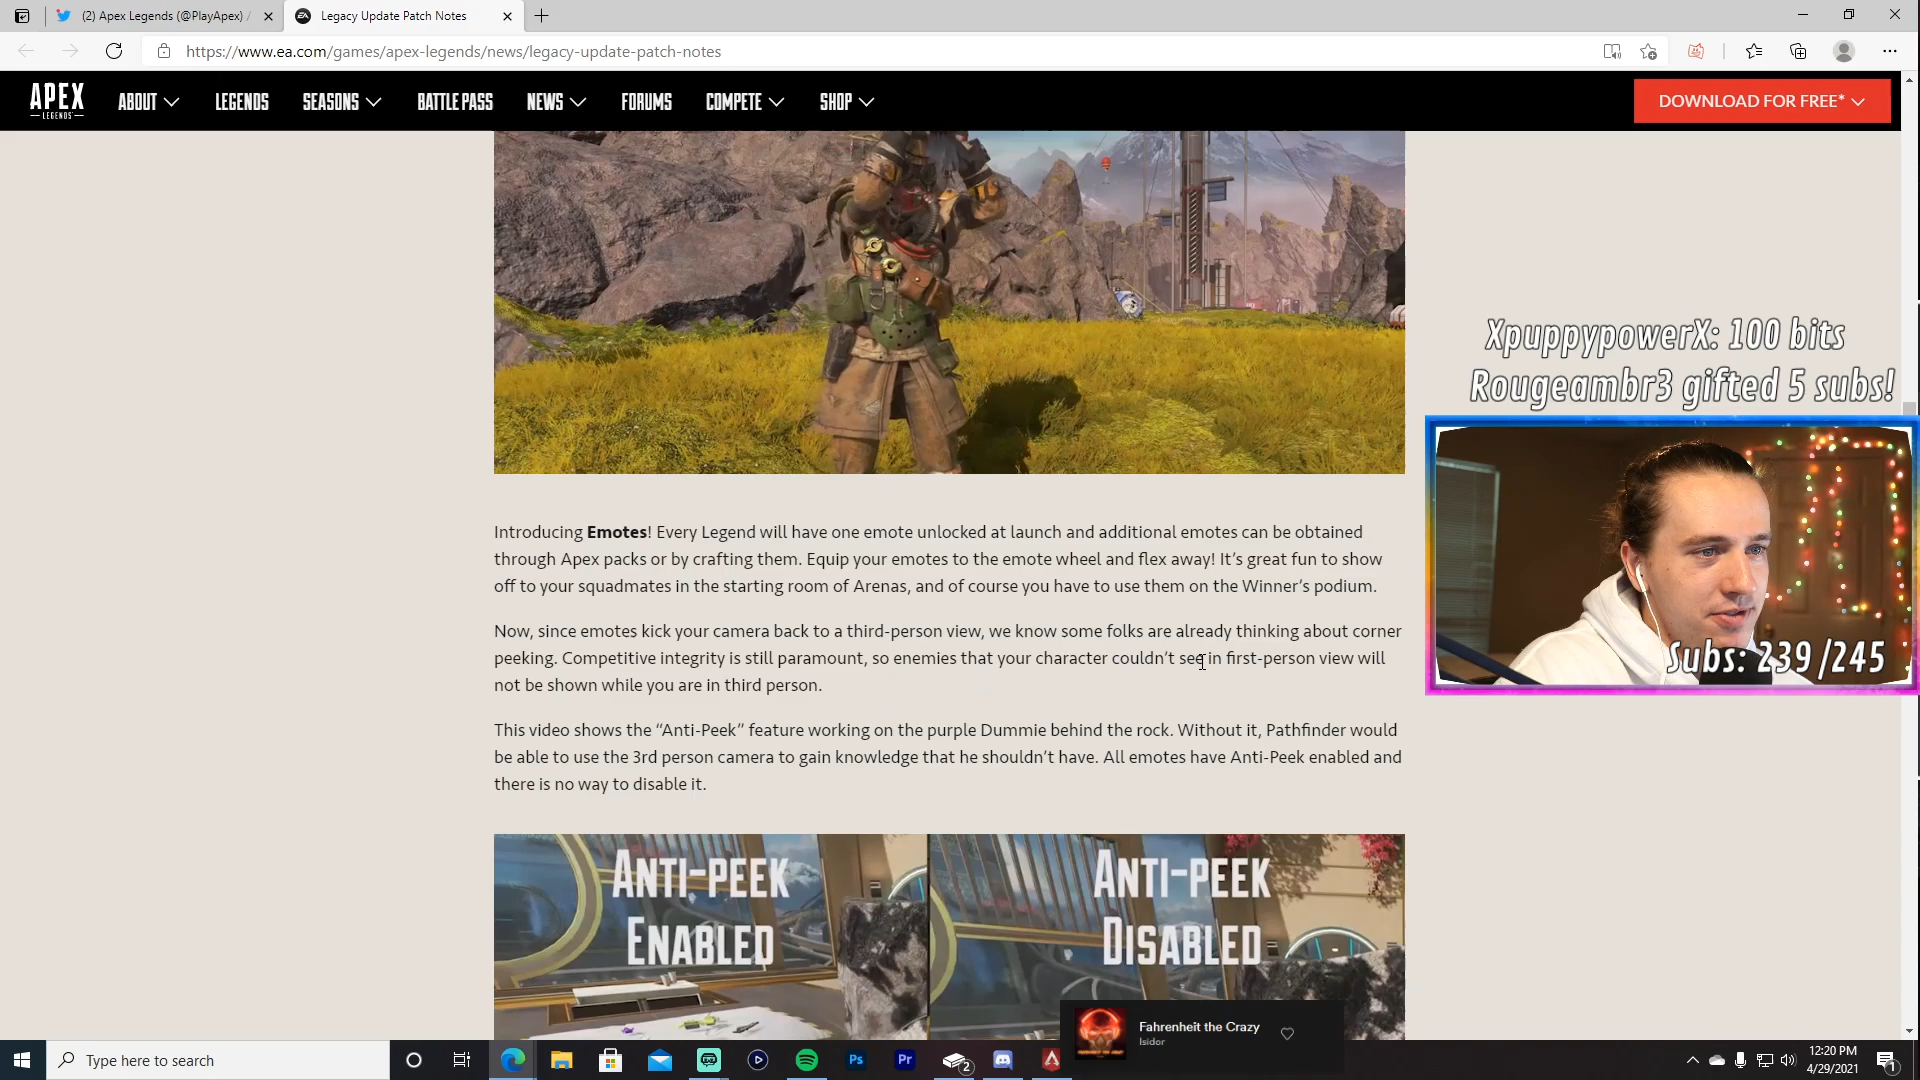 (2) Apex Legends (@PlayApex) /
Legacy Update Patch Notes
https://www.ea.com/games/apex-legends/news/legacy-update-patch-notes
APEX
LEGENDS
ABOUT
LEGENDS
SEASONS
BATTLE PASS
NEWS
FORUMS
COMPETE
SHOP
DOWNLOAD FOR FREE*
XpuppypowerX: 100 bits
Rougeambr3 gifted 5 subs!
Subs: 239 /245
Introducing Emotes! Every Legend will have one emote unlocked at launch and additional emotes can be obtained
through Apex packs or by crafting them. Equip your emotes to the emote wheel and flex away! It's great fun to show
off to your squadmates in the starting room of Arenas, and of course you have to use them on the Winner's podium.
Now, since emotes kick your camera back to a third-person view, we know some folks are already thinking about corner
peeking. Competitive integrity is still paramount, so enemies that your character couldn't see in first-person view will
not be shown while you are in third person.
This video shows the “Anti-Peek” feature working on the purple Dummie behind the rock. Without it, Pathfinder would
be able to use the 3rd person camera to gain knowledge that he shouldn't have. All emotes have Anti-Peek enabled and
there is no way to disable it.
ANTI-PEEK
ENABLED
ANTI-PEEK
DISABLED
Fahrenheit the Crazy
Isidor
Type here to search
Ps
Pr
2
12:20 PM
4/29/2021
1